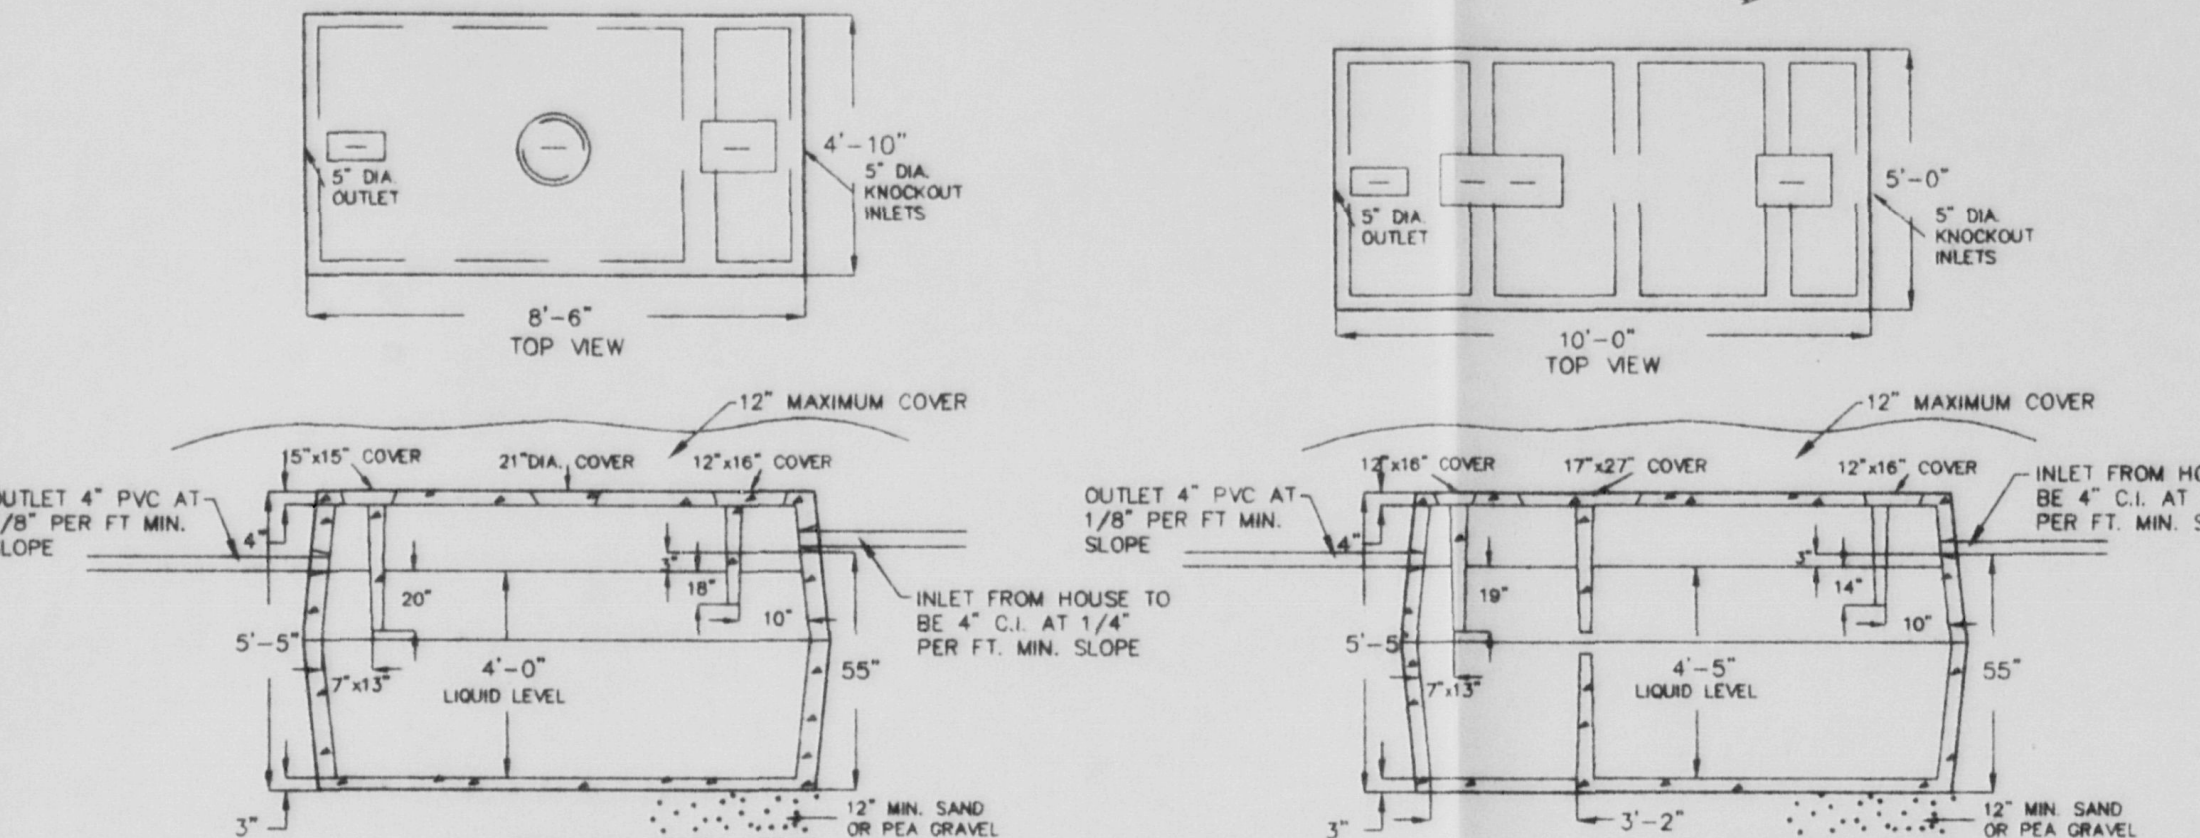 4'-10"
5" DIA.
OUTLET
5" DIA.
KNOCKOUT
INLETS
8'-6"
TOP VIEW
5'-0"
5" DIA.
OUTLET
5" DIA.
KNOCKOUT
INLETS
10'-0"
TOP VIEW
12" MAXIMUM COVER
15"x15" COVER
21"DIA. COVER
12"x16" COVER
OUTLET 4" PVC AT
/8" PER FT MIN.
LOPE
4"
3"
20"
18"
10"
INLET FROM HOUSE TO
BE 4" C.I. AT 1/4"
PER FT. MIN. SLOPE
5'-5"
4'-0"
LIQUID LEVEL
7"x13"
55"
3"
12" MIN. SAND
OR PEA GRAVEL
12" MAXIMUM COVER
12"x16" COVER
17"x27" COVER
12"x16" COVER
OUTLET 4" PVC AT
1/8" PER FT MIN.
SLOPE
INLET FROM HO
BE 4" C.I. AT
PER FT. MIN. S
4"
3"
19"
14"
10"
5'-5
4'-5"
LIQUID LEVEL
7"x13"
55"
3"
3'-2"
12" MIN. SAND
OR PEA GRAVEL